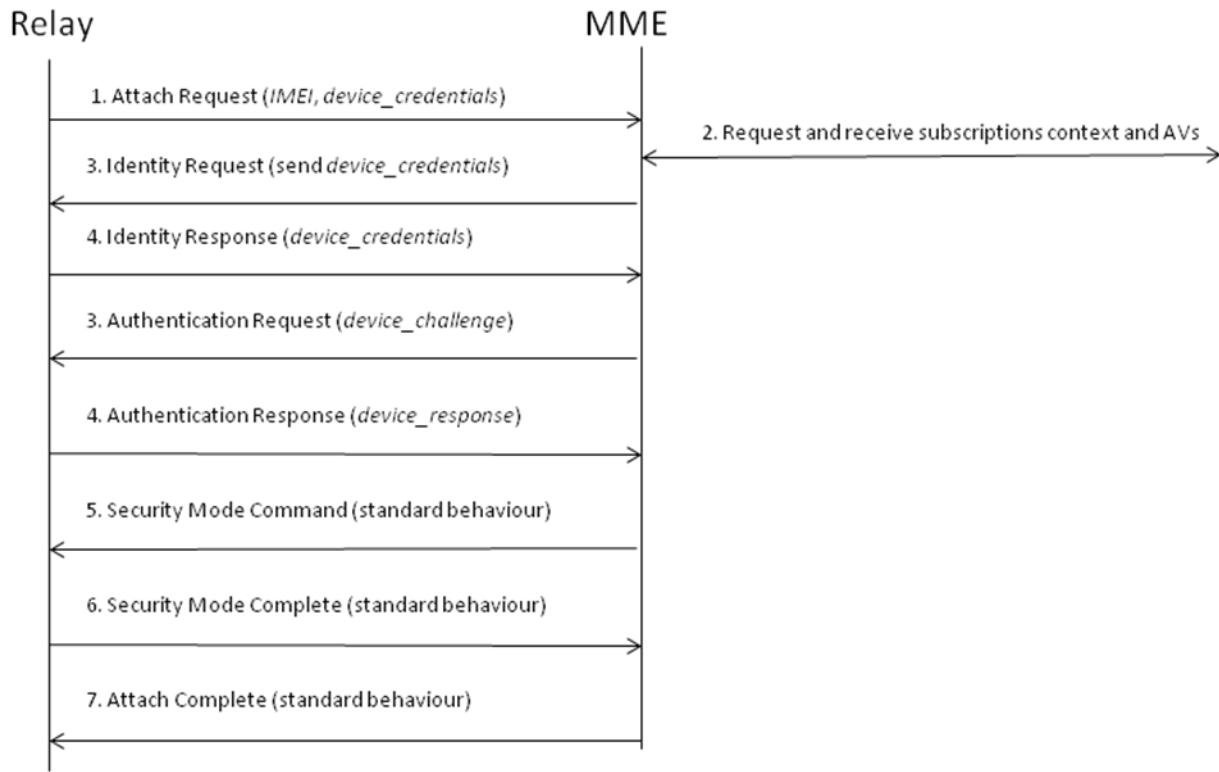 Relay
MME
1. Attach Request (IMEI, device_credentials)
2. Request and receive subscriptions context and AVs
3. Identity Request (send device_credentials)
4. Identity Response (device_credentials)
3. Authentication Request (device_challenge)
4. Authentication Response (device_response)
5. Security Mode Command (standard behaviour)
6. Security Mode Complete (standard behaviour)
7. Attach Complete (standard behaviour)